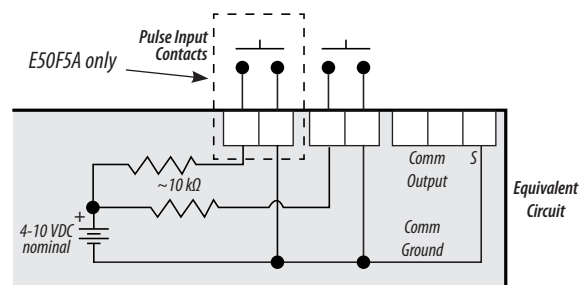 Pulse Input
Contacts
E50F5A only
~10 kΩ
Comm
Output
S
Equivalent
Circuit
+
4-10 VDC
nominal
Comm
Ground